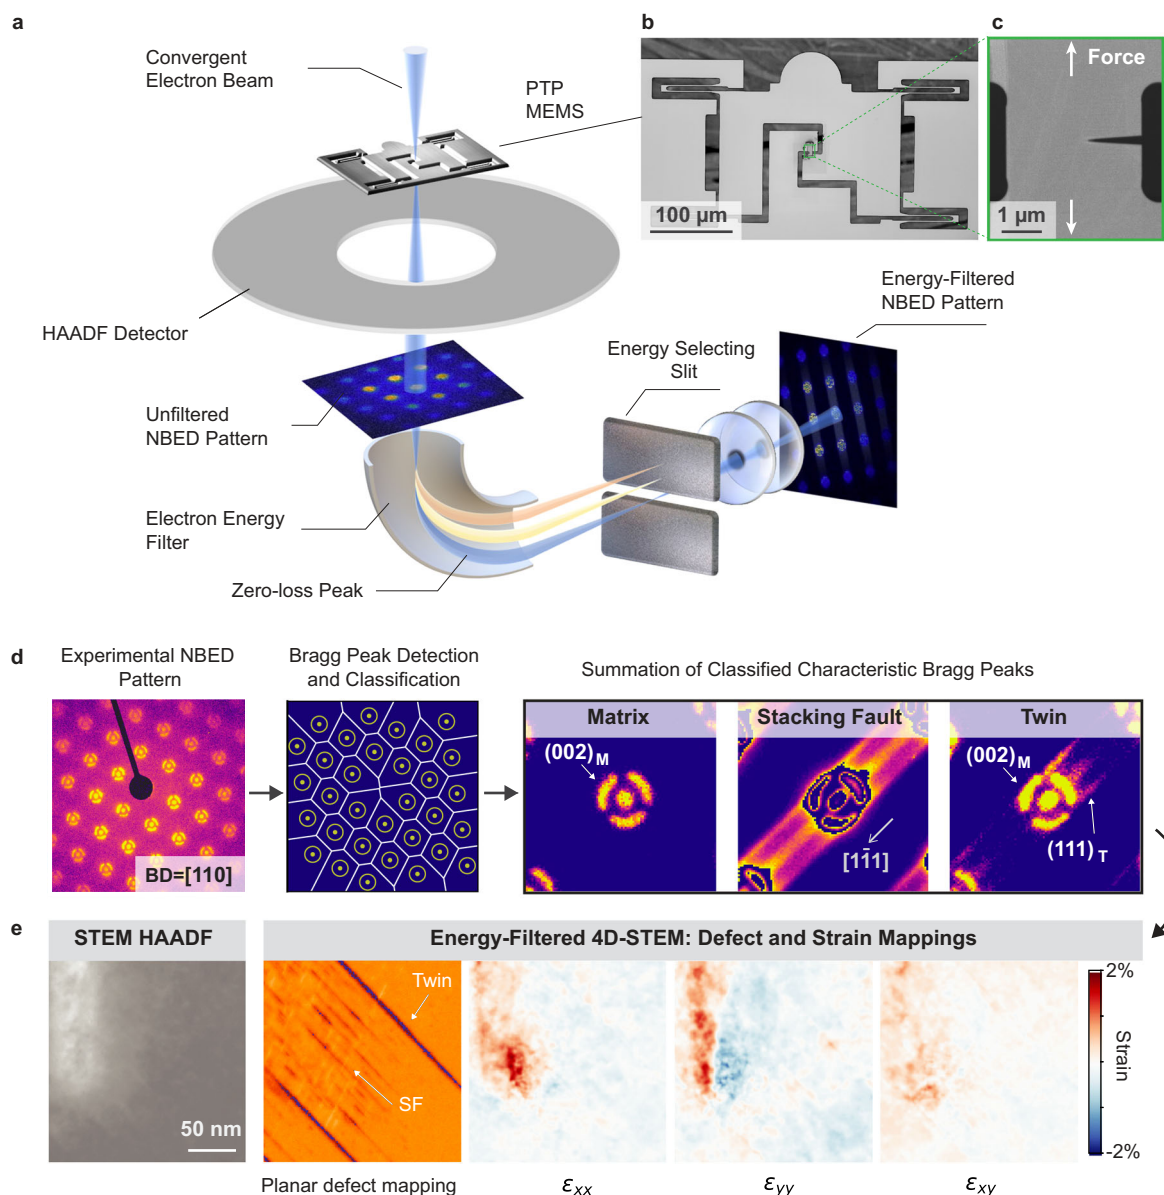 a
Convergent
Electron Beam
PTP
MEMS
HAADF Detector
Unfiltered
NBED Pattern
Electron Energy
Filter
Zero-loss Peak
Energy Selecting
Slit
Energy-Filtered
NBED Pattern
b
100 µm
c
Force
1 µm
d
Experimental NBED
Pattern
BD=[110]
Bragg Peak Detection
and Classification
Summation of Classified Characteristic Bragg Peaks
Matrix
(002)M
Stacking Fault
[11̄1]
Twin
(002)M
(111)T
e
STEM HAADF
50 nm
Energy-Filtered 4D-STEM: Defect and Strain Mappings
Twin
SF
2%
Strain
-2%
Planar defect mapping
εxx
εyy
εxy